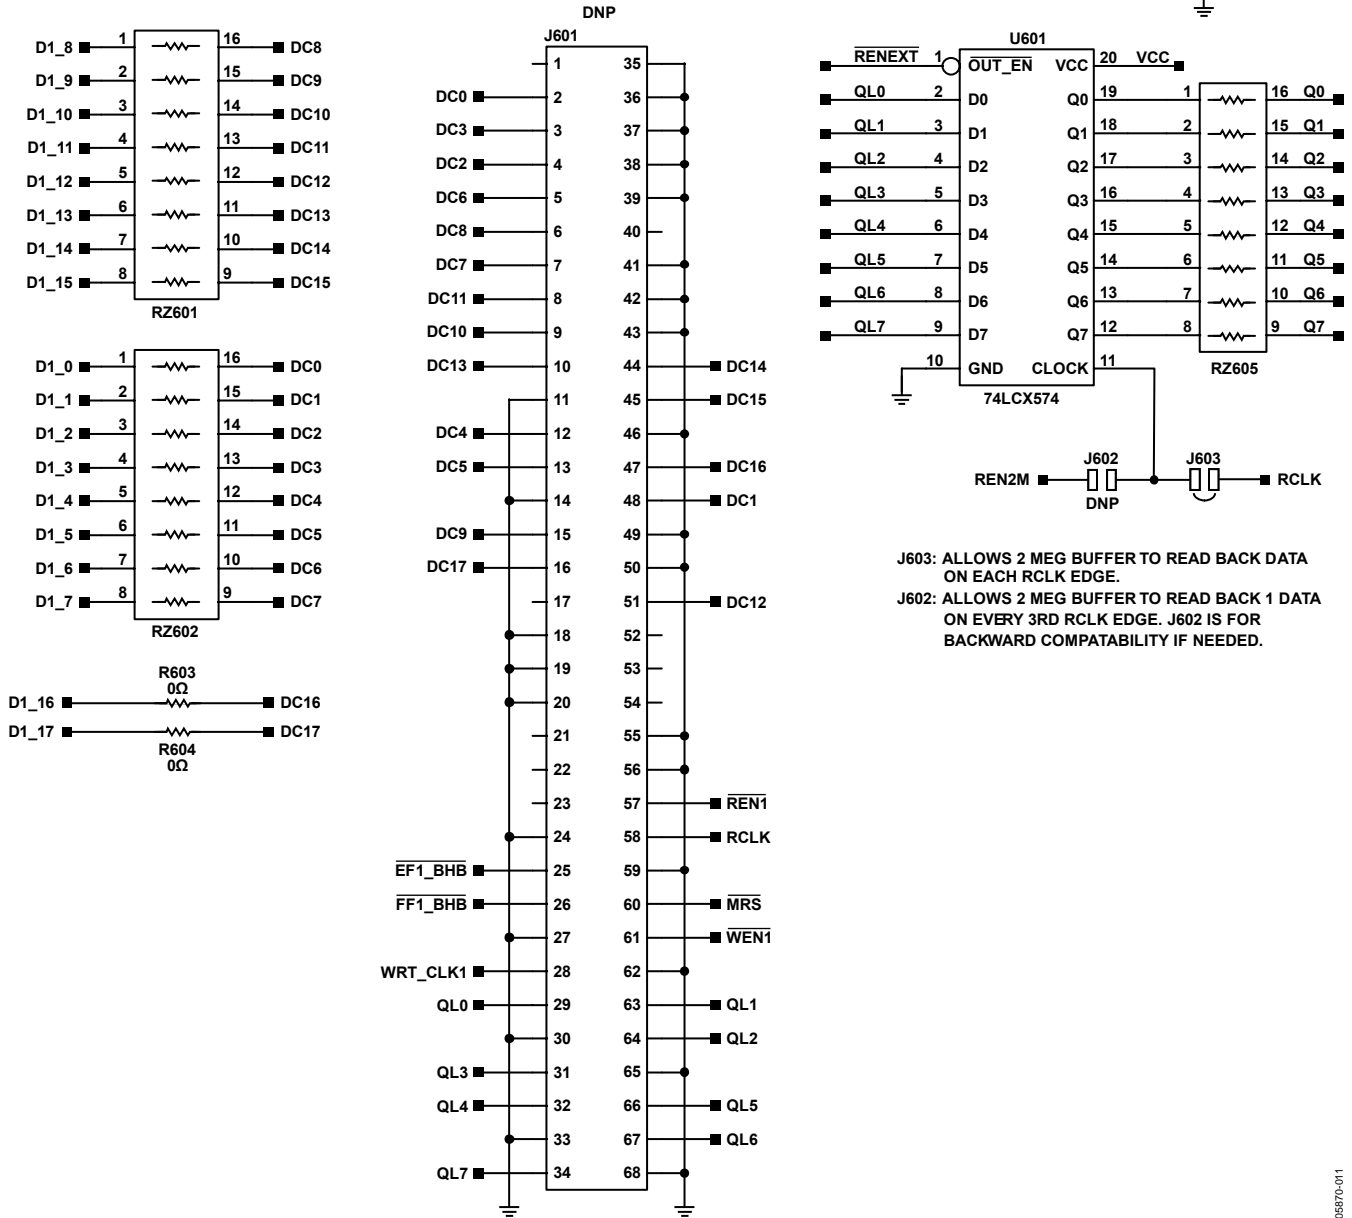 D1_8 1 16 DC8
D1_9 2 15 DC9
D1_10 3 14 DC10
D1_11 4 13 DC11
D1_12 5 12 DC12
D1_13 6 11 DC13
D1_14 7 10 DC14
D1_15 8 9 DC15
RZ601
D1_0 1 16 DC0
D1_1 2 15 DC1
D1_2 3 14 DC2
D1_3 4 13 DC3
D1_4 5 12 DC4
D1_5 6 11 DC5
D1_6 7 10 DC6
D1_7 8 9 DC7
RZ602
R603
0Ω
D1_16 DC16
D1_17 DC17
R604
0Ω
DNP
J601
1 35
DC0 2 36
DC3 3 37
DC2 4 38
DC6 5 39
DC8 6 40
DC7 7 41
DC11 8 42
DC10 9 43
DC13 10 44 DC14
11 45 DC15
DC4 12 46
DC5 13 47 DC16
14 48 DC1
DC9 15 49
DC17 16 50
17 51 DC12
18 52
19 53
20 54
21 55
22 56
23 57 REN1
24 58 RCLK
EF1_BHB 25 59
FF1_BHB 26 60 MRS
27 61 WEN1
WRT_CLK1 28 62
QL0 29 63 QL1
30 64 QL2
QL3 31 65
QL4 32 66 QL5
33 67 QL6
QL7 34 68
U601
RENEXT 1 OUT_EN VCC 20 VCC
QL0 2 D0 Q0 19 1 16 Q0
QL1 3 D1 Q1 18 2 15 Q1
QL2 4 D2 Q2 17 3 14 Q2
QL3 5 D3 Q3 16 4 13 Q3
QL4 6 D4 Q4 15 5 12 Q4
QL5 7 D5 Q5 14 6 11 Q5
QL6 8 D6 Q6 13 7 10 Q6
QL7 9 D7 Q7 12 8 9 Q7
10 GND CLOCK 11 RZ605
74LCX574
J602 J603
REN2M RCLK
DNP
J603: ALLOWS 2 MEG BUFFER TO READ BACK DATA
ON EACH RCLK EDGE.
J602: ALLOWS 2 MEG BUFFER TO READ BACK 1 DATA
ON EVERY 3RD RCLK EDGE. J602 IS FOR
BACKWARD COMPATABILITY IF NEEDED.
05870-011